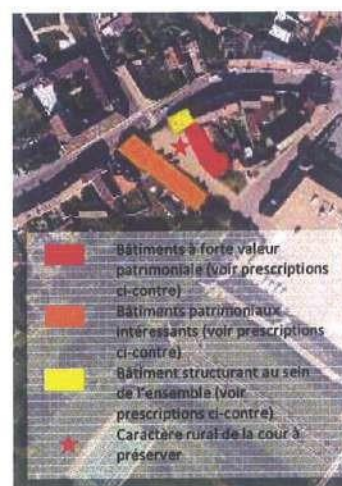 Bâtiments à forte valeur
patrimoniale (voir prescriptions
ci-contre)
Bâtiments patrimoniaux
intéressants (voir prescriptions
ci-contre)
Bâtiment structurant au sein
de l'ensemble (voir
prescriptions ci-contre)
Caractère rural de la cour à
préserver